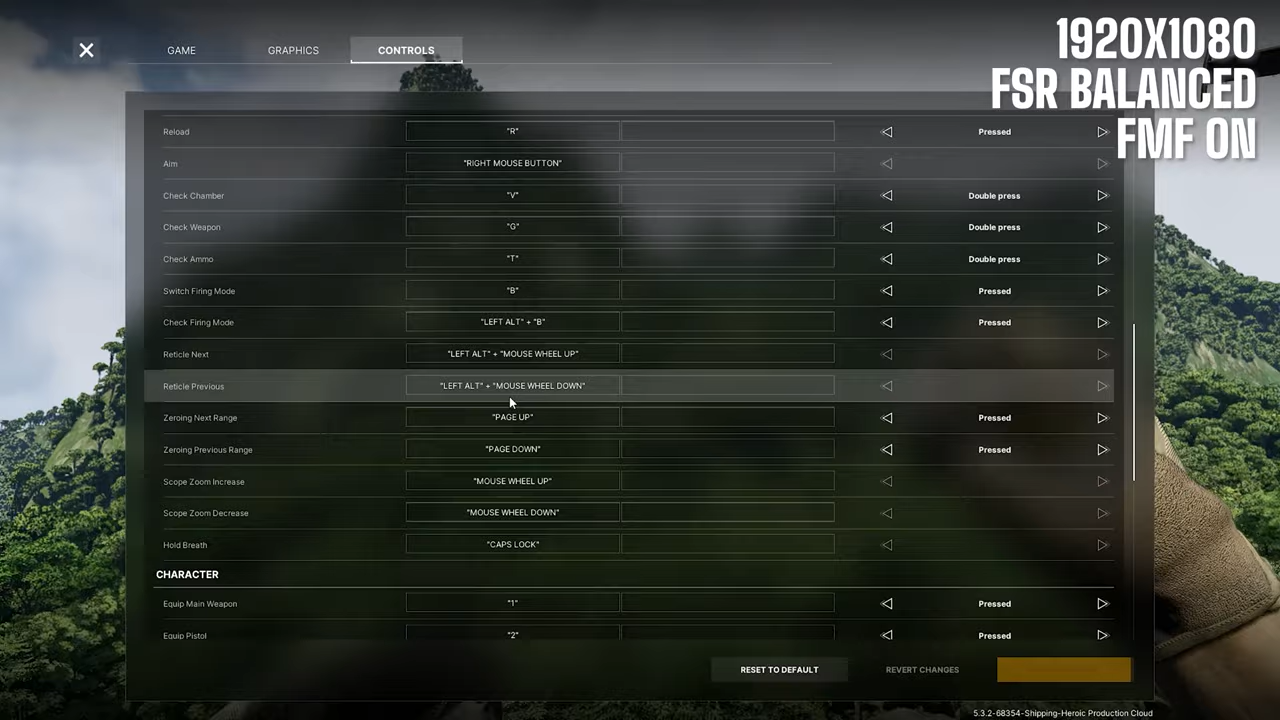 1920X1080
FSR BALANCED
FMF ON
GAME GRAPHICS CONTROLS
Reload "R" Pressed
Aim "RIGHT MOUSE BUTTON"
Check Chamber "V" Double press
Check Weapon "G" Double press
Check Ammo "T" Double press
Switch Firing Mode "B" Pressed
Check Firing Mode "LEFT ALT" + "B" Pressed
Reticle Next "LEFT ALT" + "MOUSE WHEEL UP"
Reticle Previous "LEFT ALT" + "MOUSE WHEEL DOWN"
Zeroing Next Range "PAGE UP" Pressed
Zeroing Previous Range "PAGE DOWN" Pressed
Scope Zoom Increase "MOUSE WHEEL UP"
Scope Zoom Decrease "MOUSE WHEEL DOWN"
Hold Breath "CAPS LOCK"
CHARACTER
Equip Main Weapon "1" Pressed
Equip Pistol "2" Pressed
RESET TO DEFAULT REVERT CHANGES
5.3.2-68354-Shipping-Heroic Production Cloud